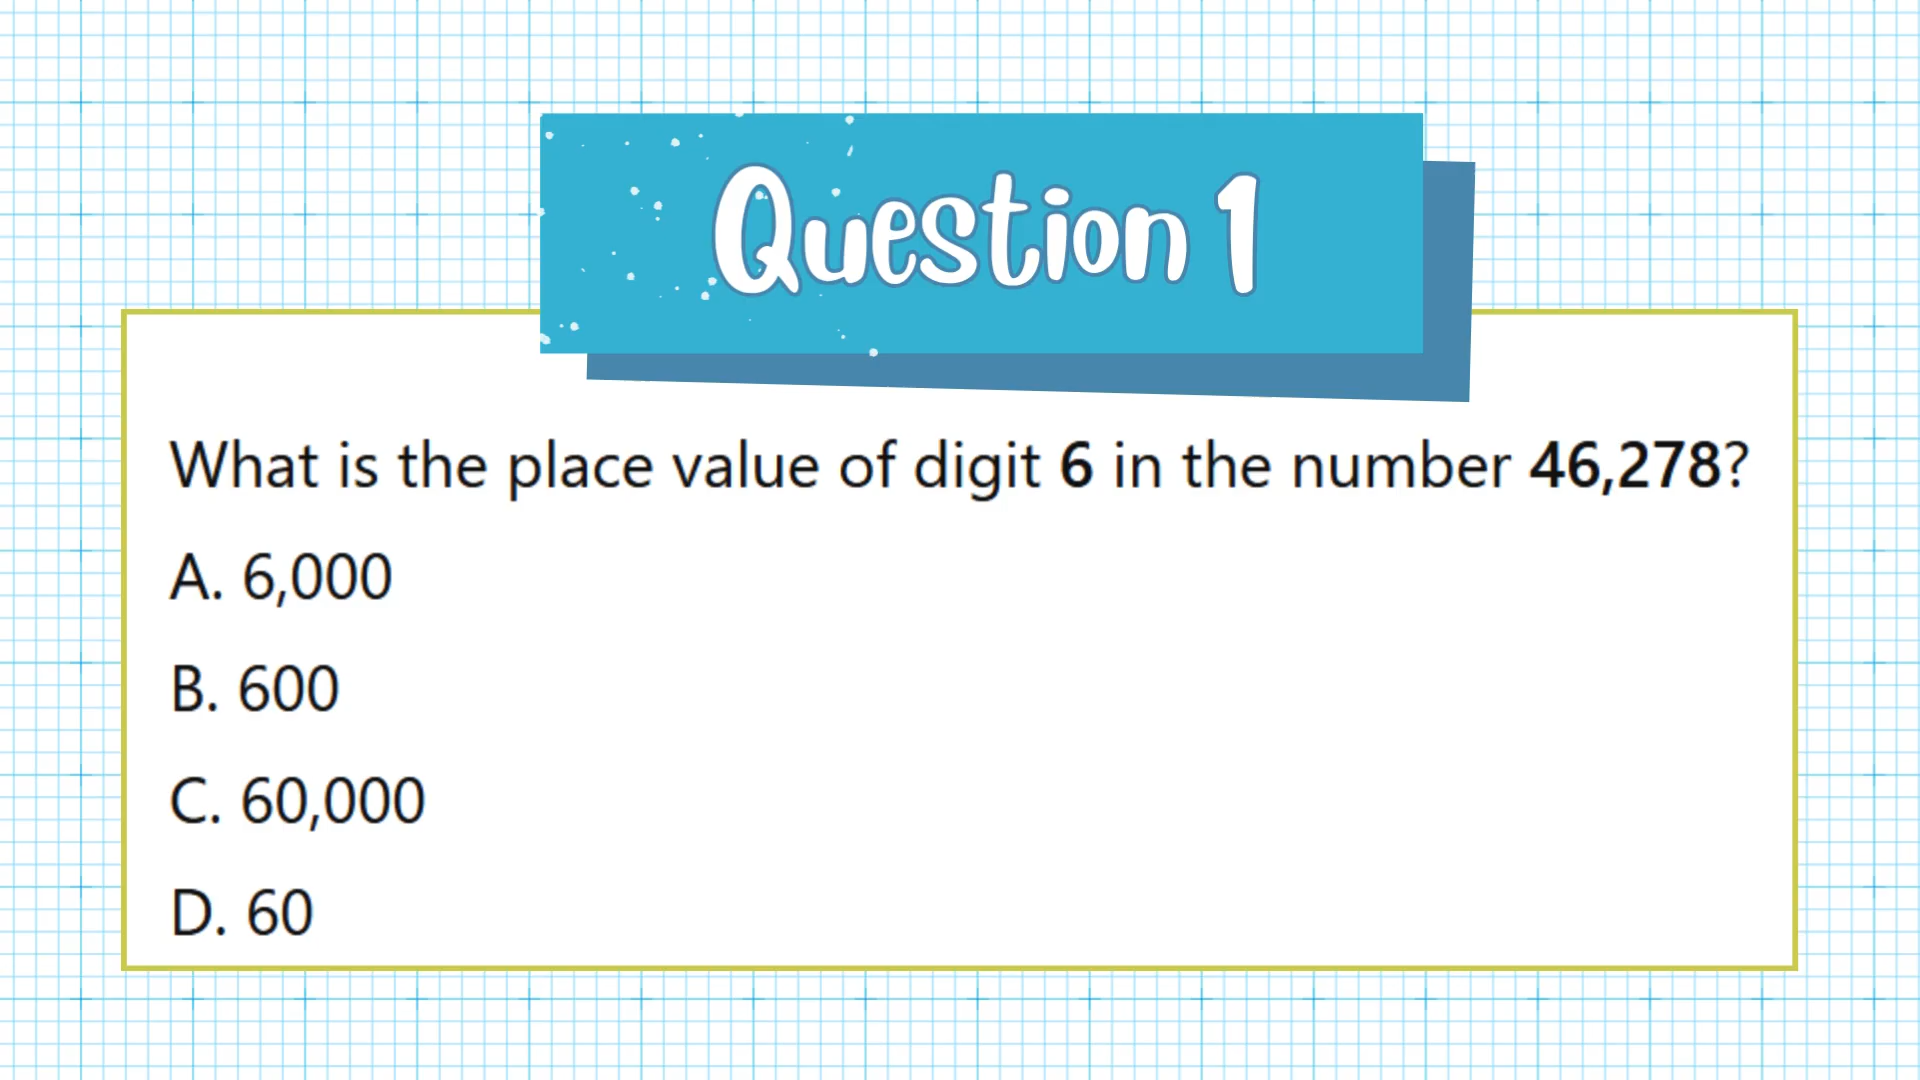 Question 1
What is the place value of digit 6 in the number 46,278?
A. 6,000
B. 600
C. 60,000
D. 60